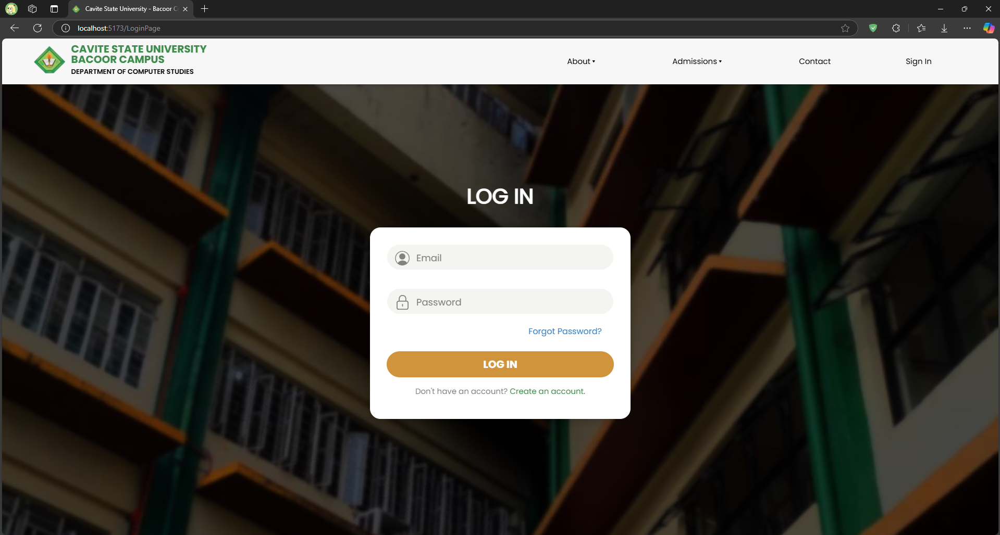 Cavite State University - Bacoor C
localhost:5173/LoginPage
CAVITE STATE UNIVERSITY
BACOOR CAMPUS
DEPARTMENT OF COMPUTER STUDIES
About
Admissions
Contact
Sign In
LOG IN
Email
Password
Forgot Password?
LOG IN
Don't have an account? Create an account.